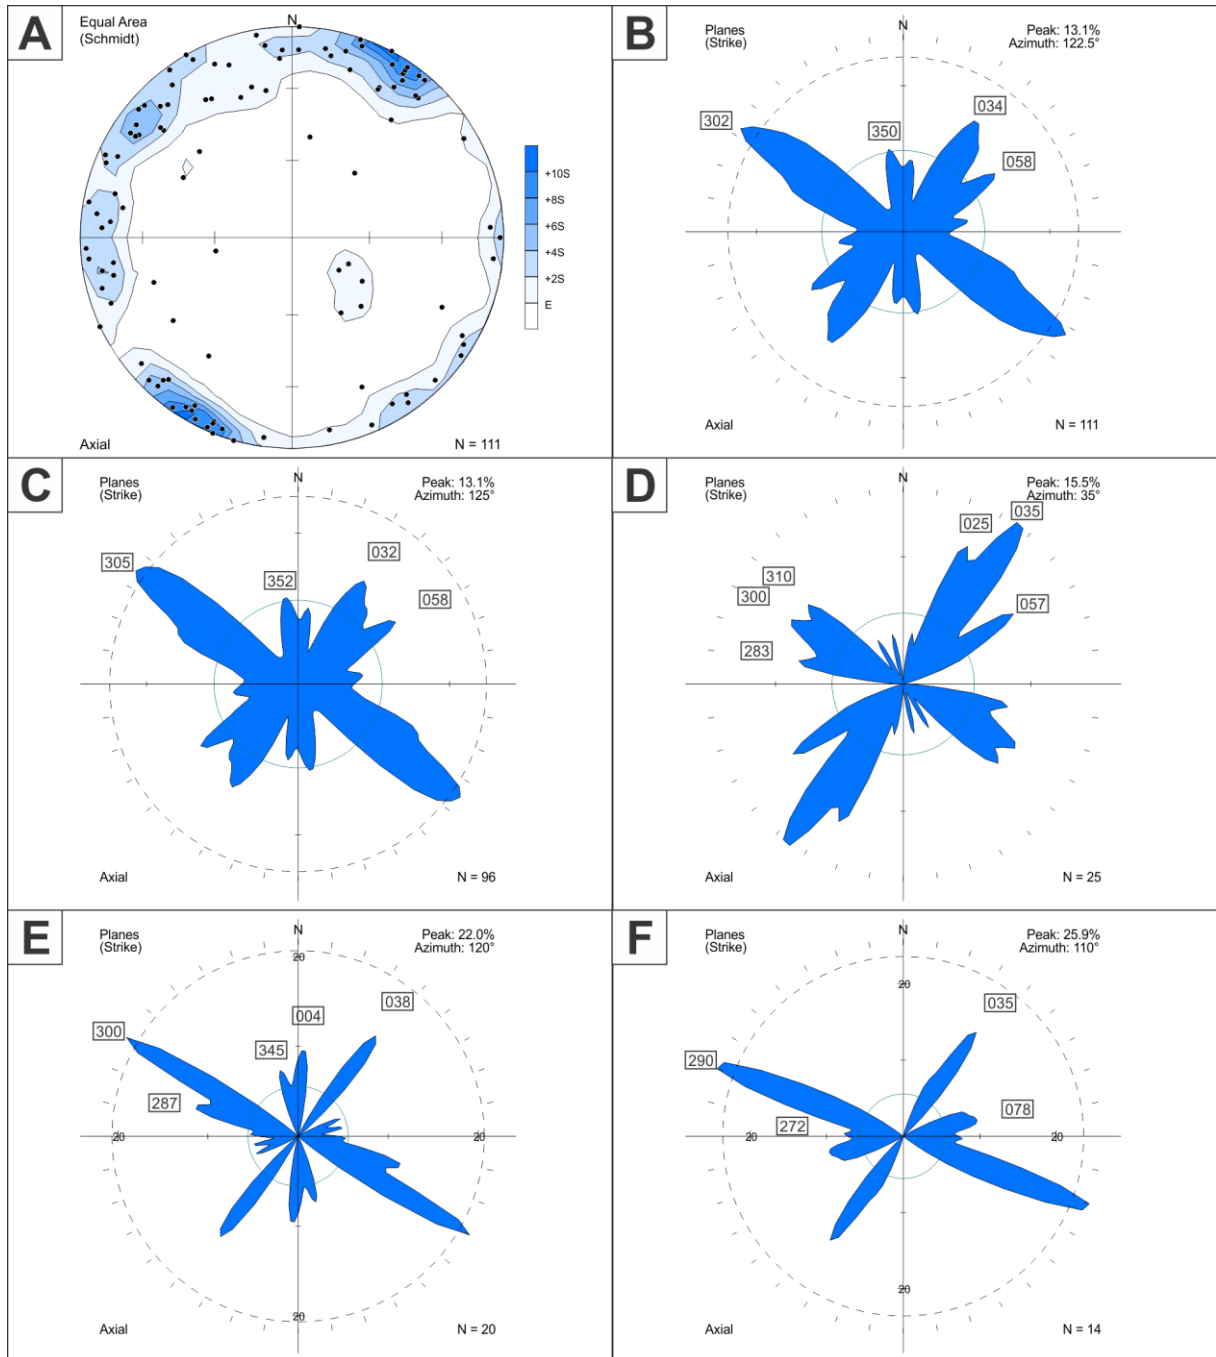 A
Equal Area
(Schmidt)
N
+10S
+8S
+6S
+4S
+2S
E
Axial
N = 111
B
Planes
(Strike)
N
Peak: 13.1%
Azimuth: 122.5°
302
350
034
058
Axial
N = 111
C
Planes
(Strike)
N
Peak: 13.1%
Azimuth: 125°
305
352
032
058
Axial
N = 96
D
Planes
(Strike)
N
Peak: 15.5%
Azimuth: 35°
025
035
310
300
057
283
Axial
N = 25
E
Planes
(Strike)
N
Peak: 22.0%
Azimuth: 120°
20
038
004
300
345
287
20
20
20
Axial
N = 20
F
Planes
(Strike)
N
Peak: 25.9%
Azimuth: 110°
20
035
290
078
272
20
20
20
Axial
N = 14